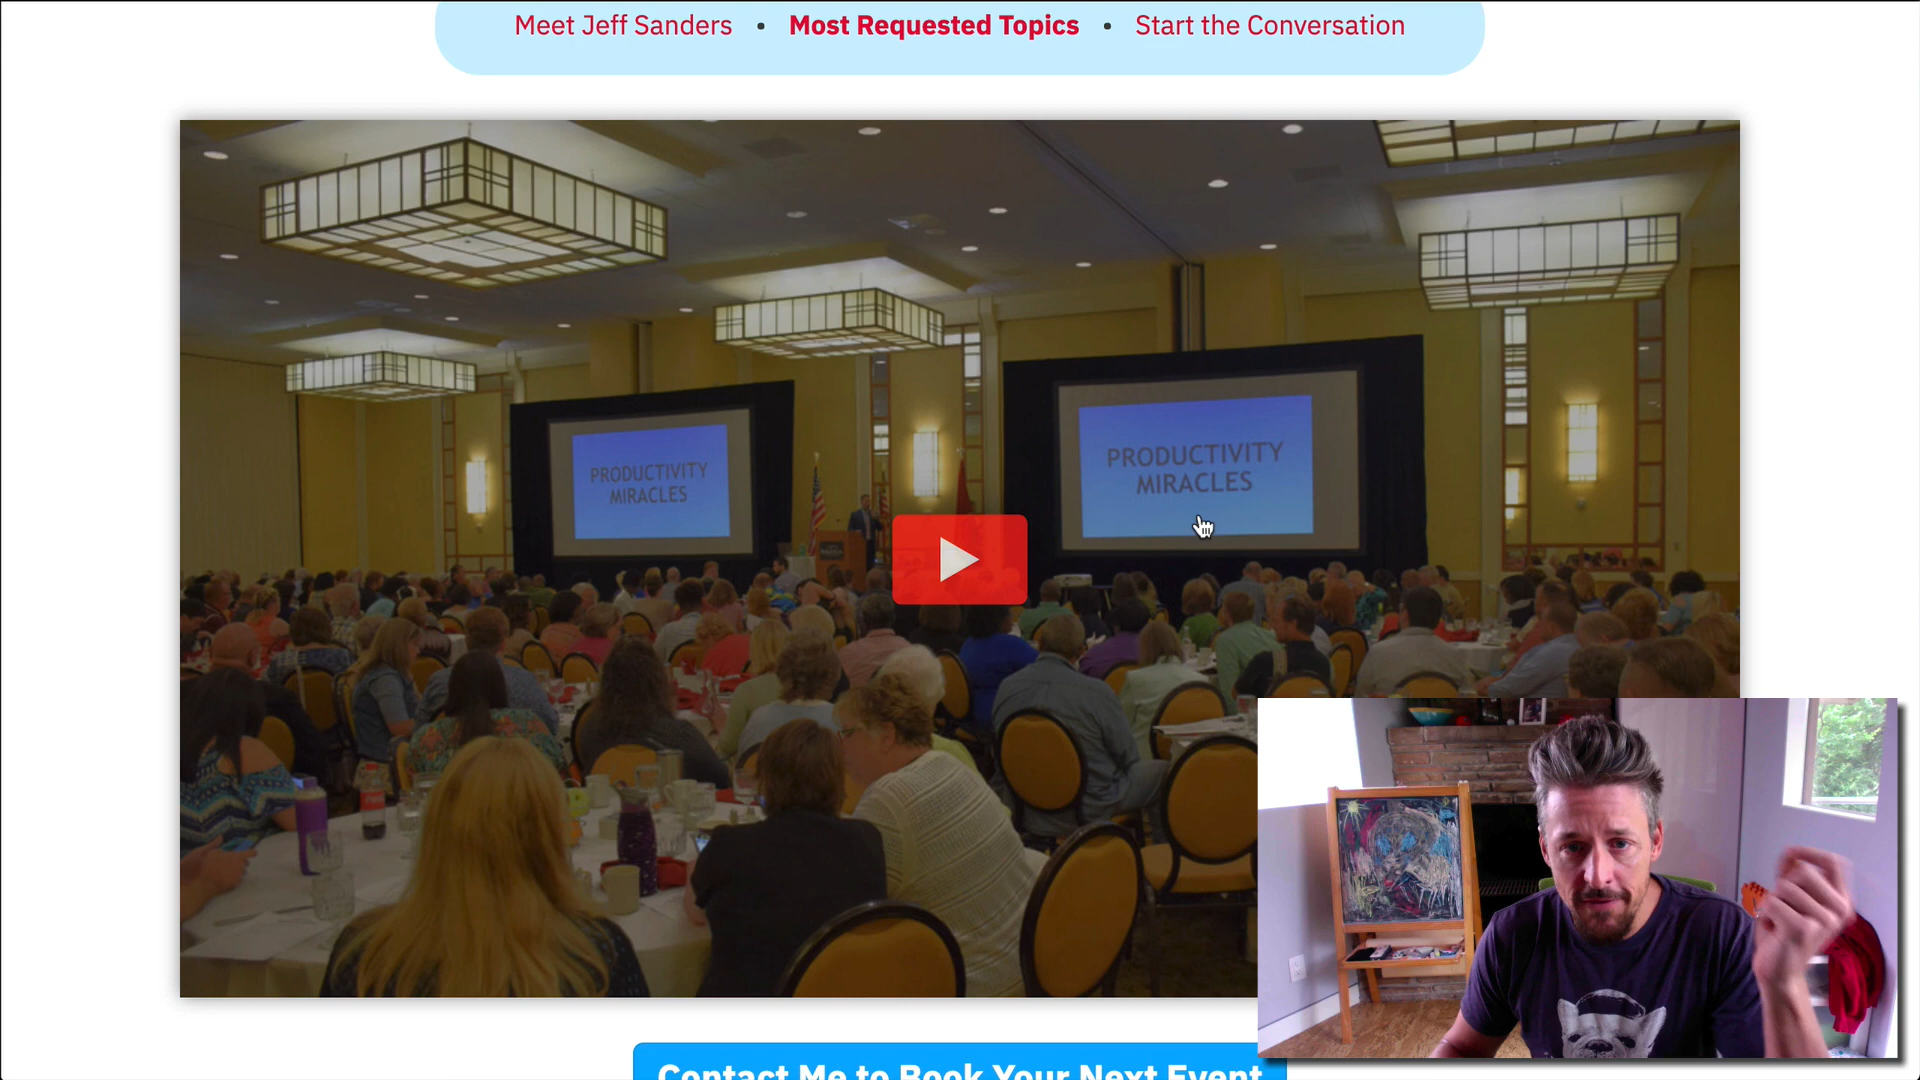 Meet Jeff Sanders • Most Requested Topics • Start the Conversation
PRODUCTIVITY
MIRACLES
PRODUCTIVITY
MIRACLES
Contact Me to Book Your Next Event